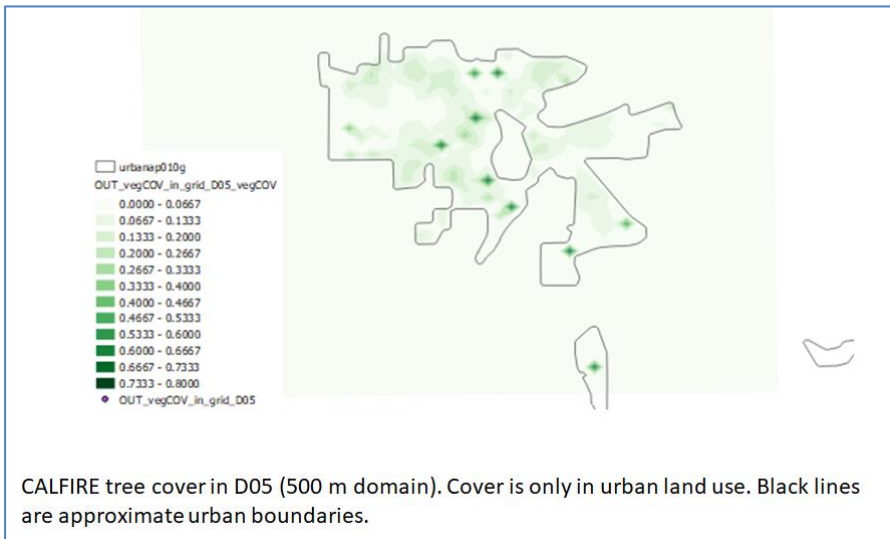 urbanap010g
OUT_vegCOV_in_grid_D05_vegCOV
0.0000 - 0.0667
0.0667 - 0.1333
0.1333 - 0.2000
0.2000 - 0.2667
0.2667 - 0.3333
0.3333 - 0.4000
0.4000 - 0.4667
0.4667 - 0.5333
0.5333 - 0.6000
0.6000 - 0.6667
0.6667 - 0.7333
0.7333 - 0.8000
OUT_vegCOV_in_grid_D05
CALFIRE tree cover in D05 (500 m domain). Cover is only in urban land use. Black lines
are approximate urban boundaries.